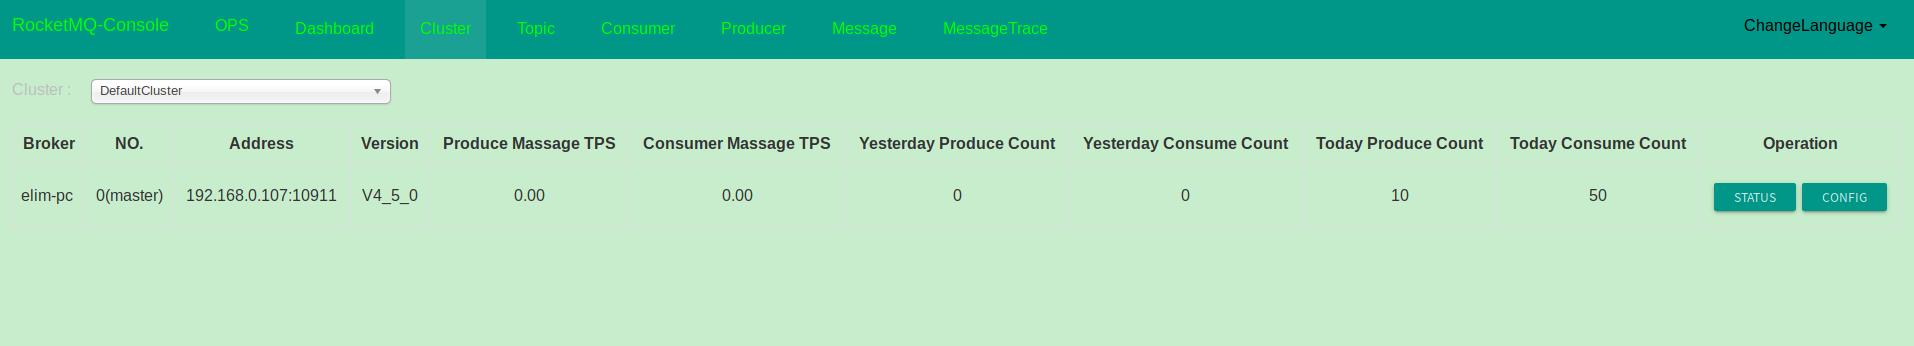 RocketMQ-Console OPS Dashboard Cluster Topic Consumer Producer Message MessageTrace ChangeLanguage
Cluster : DefaultCluster
Broker NO. Address Version Produce Massage TPS Consumer Massage TPS Yesterday Produce Count Yesterday Consume Count Today Produce Count Today Consume Count Operation
elim-pc 0(master) 192.168.0.107:10911 V4_5_0 0.00 0.00 0 0 10 50 STATUS CONFIG